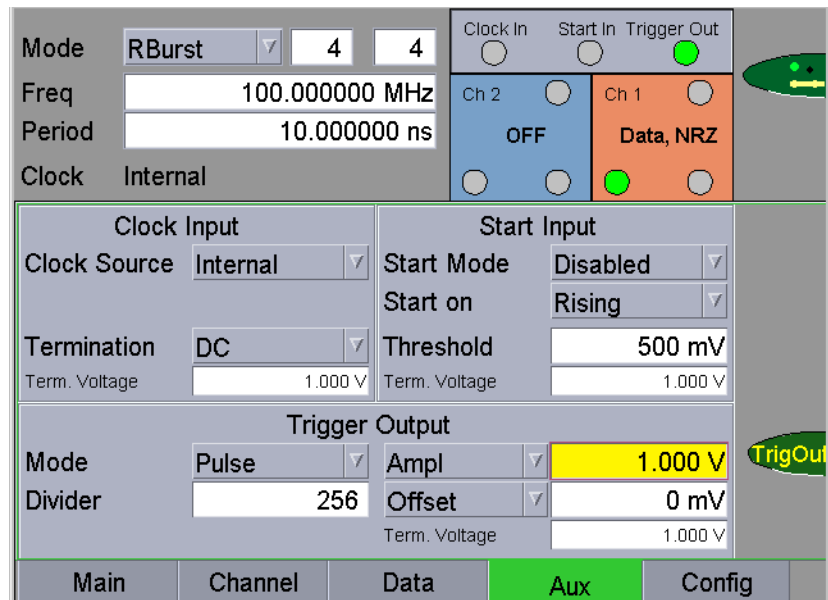 Mode RBurst 4 4
Freq 100.000000 MHz
Period 10.000000 ns
Clock Internal
Clock In Start In Trigger Out
Ch 2 OFF
Ch 1 Data, NRZ
Clock Input
Clock Source Internal
Termination DC
Term. Voltage 1.000 V
Start Input
Start Mode Disabled
Start on Rising
Threshold 500 mV
Term. Voltage 1.000 V
Trigger Output
Mode Pulse Ampl 1.000 V
Divider 256 Offset 0 mV
Term. Voltage 1.000 V
TrigOut
Main Channel Data Aux Config